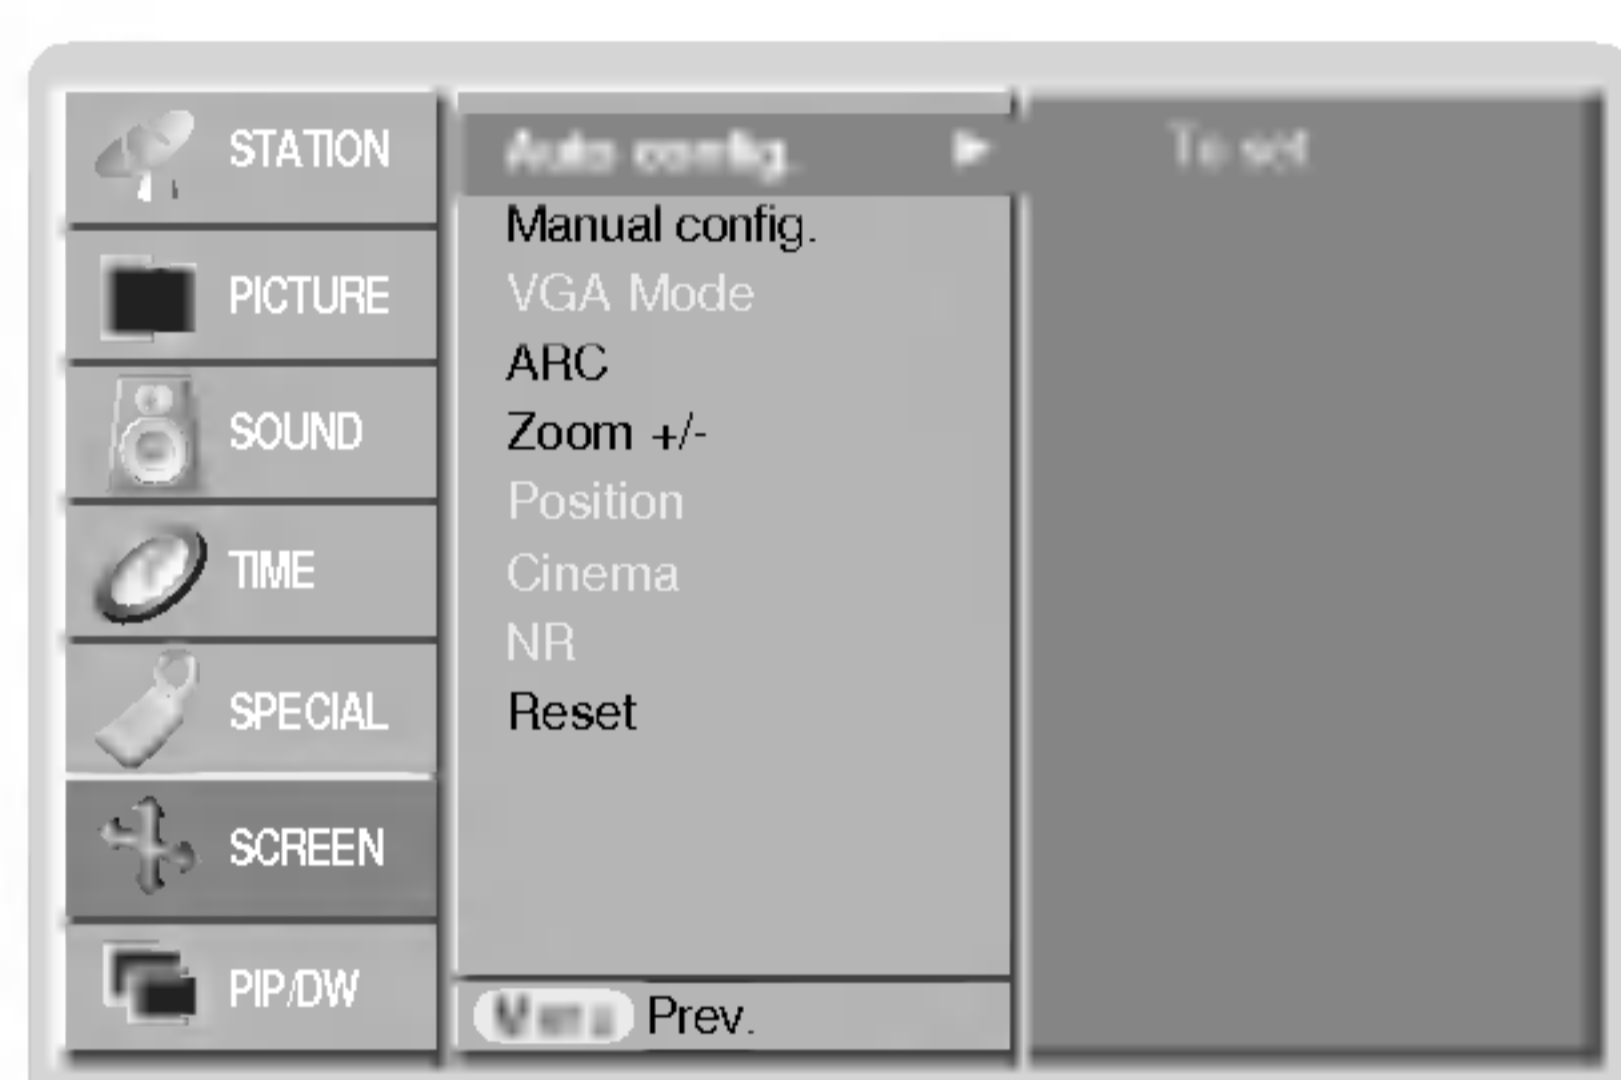 STATION
PICTURE
SOUND
TIME
SPECIAL
SCREEN
PIP/DW
Auto config.
Manual config.
VGA Mode
ARC
Zoom +/-
Position
Cinema
NR
Reset
Menu Prev.
To set